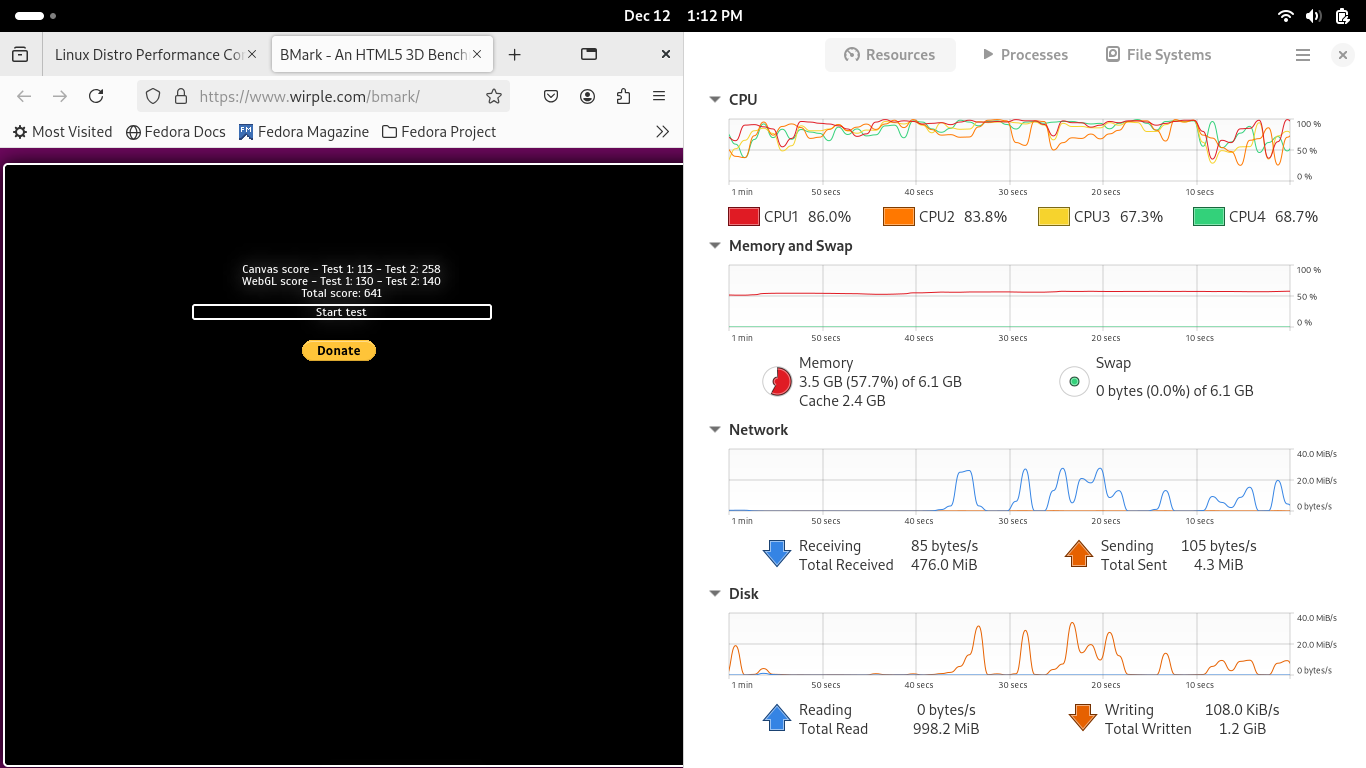 Dec 12 1:12 PM
Linux Distro Performance Co
BMark - An HTML5 3D Bench
https://www.wirple.com/bmark/
Most Visited
Fedora Docs
Fedora Magazine
Fedora Project
Canvas score - Test 1: 113 - Test 2: 258
WebGL score - Test 1: 130 - Test 2: 140
Total score: 641
Start test
Donate
Resources
Processes
File Systems
CPU
100 %
50 %
0 %
1 min 50 secs 40 secs 30 secs 20 secs 10 secs
CPU1 86.0% CPU2 83.8% CPU3 67.3% CPU4 68.7%
Memory and Swap
100 %
50 %
0 %
1 min 50 secs 40 secs 30 secs 20 secs 10 secs
Memory
3.5 GB (57.7%) of 6.1 GB
Cache 2.4 GB
Swap
0 bytes (0.0%) of 6.1 GB
Network
40.0 MiB/s
20.0 MiB/s
0 bytes/s
1 min 50 secs 40 secs 30 secs 20 secs 10 secs
Receiving 85 bytes/s
Total Received 476.0 MiB
Sending 105 bytes/s
Total Sent 4.3 MiB
Disk
40.0 MiB/s
20.0 MiB/s
0 bytes/s
1 min 50 secs 40 secs 30 secs 20 secs 10 secs
Reading 0 bytes/s
Total Read 998.2 MiB
Writing 108.0 KiB/s
Total Written 1.2 GiB